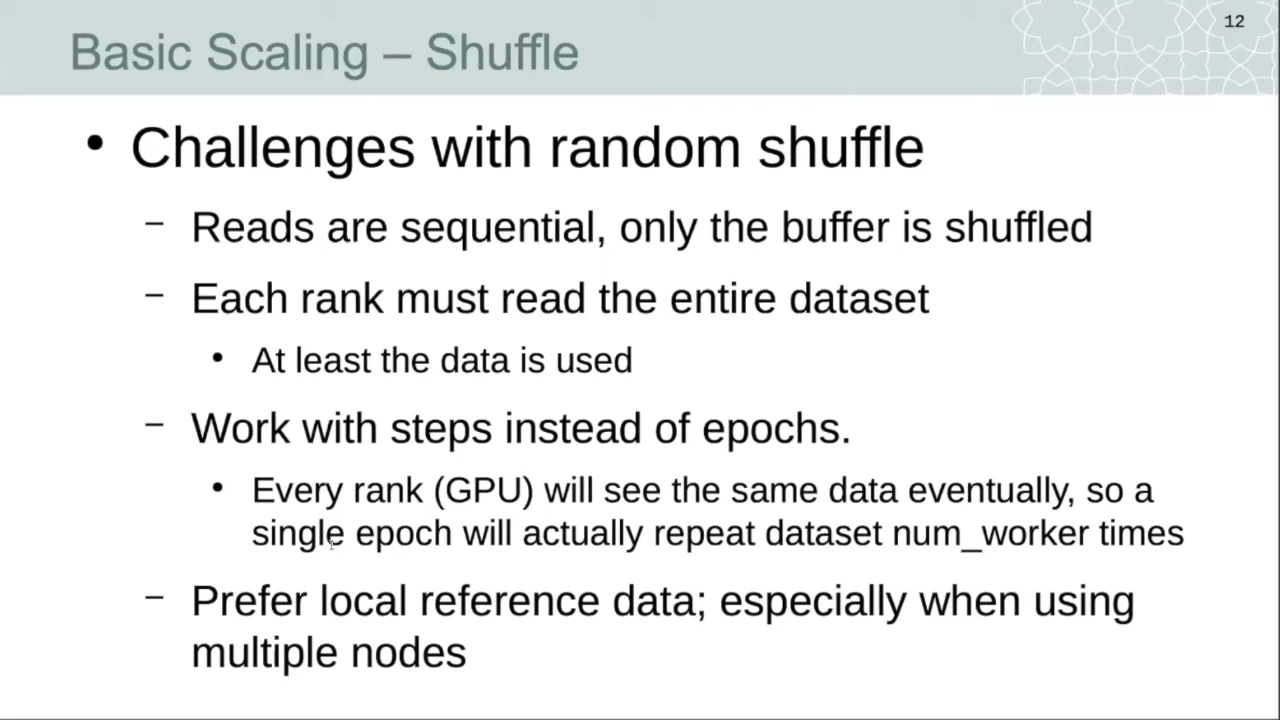 12
Basic Scaling – Shuffle
• Challenges with random shuffle
– Reads are sequential, only the buffer is shuffled
– Each rank must read the entire dataset
• At least the data is used
– Work with steps instead of epochs.
• Every rank (GPU) will see the same data eventually, so a
single epoch will actually repeat dataset num_worker times
– Prefer local reference data; especially when using
multiple nodes